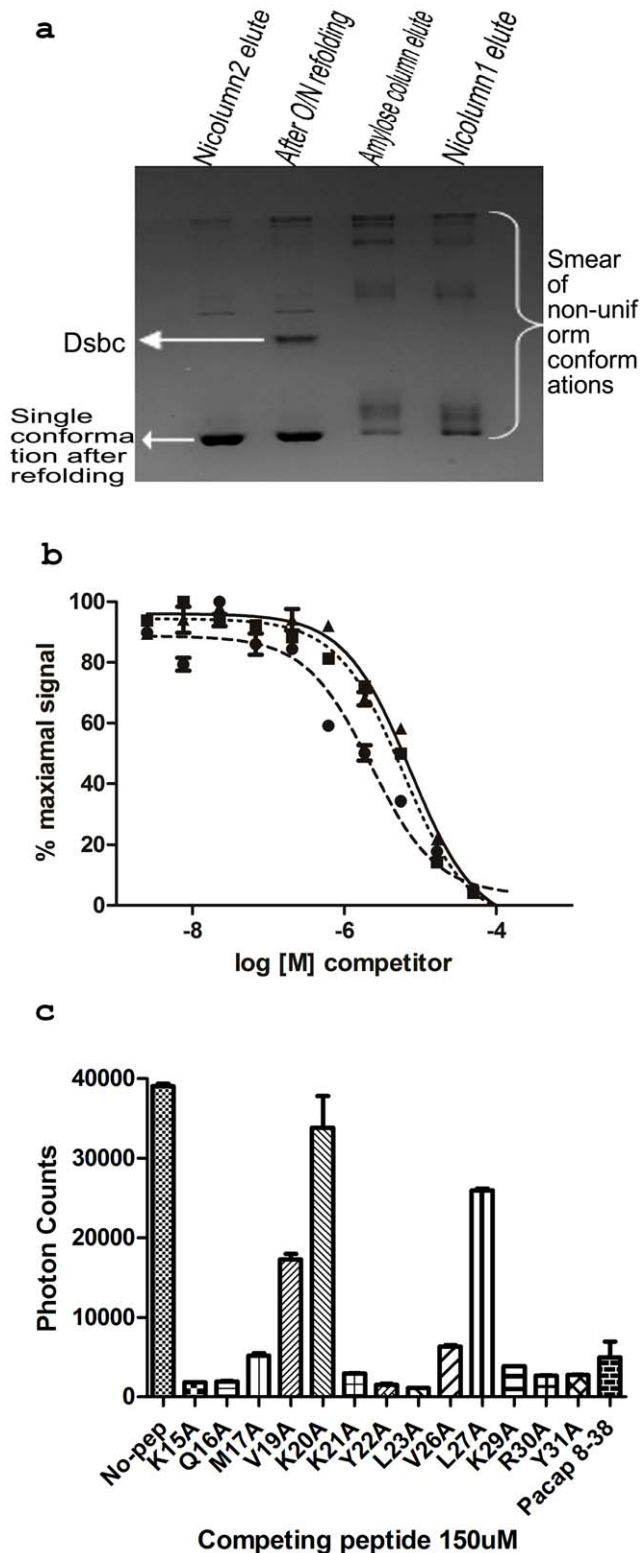 a
Nicolumn2 elute
After O/N refolding
Amylose column elute
Nicolumn1 elute
Dsbc
Single
conforma
tion after
refolding
Smear
of
non-unif
orm
conform
ations
b
% maxiamal signal
100
80
60
40
20
0
-8
-6
-4
log [M] competitor
c
Photon Counts
40000
30000
20000
10000
0
No-pep
K15A
Q16A
M17A
V19A
K20A
K21A
Y22A
L23A
V26A
L27A
K29A
R30A
Y31A
Pacap 8-38
Competing peptide 150uM